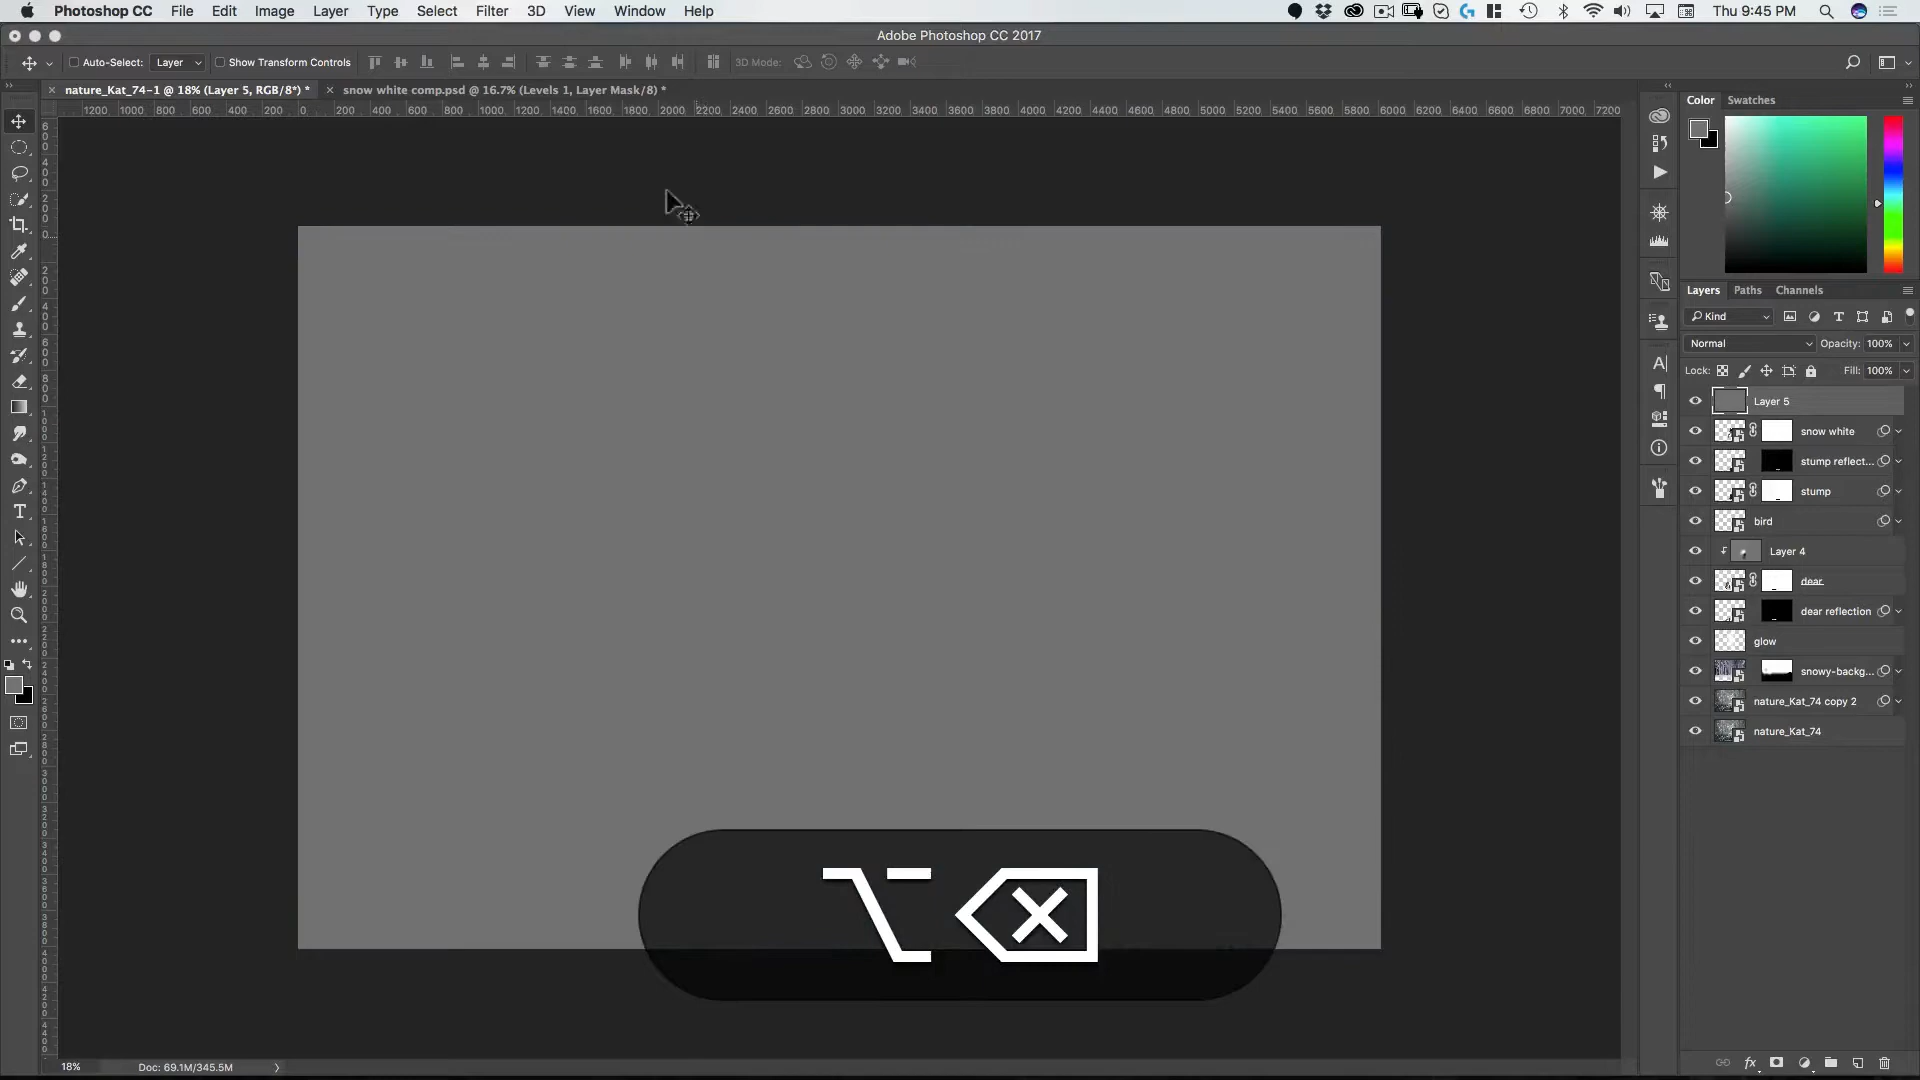 Photoshop CC File Edit Image Layer Type Select Filter 3D View Window Help Thu 9:45 PM
Adobe Photoshop CC 2017
Auto-Select: Layer Show Transform Controls 3D Mode:
nature_Kat_74-1 @ 18% (Layer 5, RGB/8*) * snow white comp.psd @ 16.7% (Levels 1, Layer Mask/8) *
1200 1000 800 600 400 200 0 200 400 600 800 1000 1200 1400 1600 1800 2000 2200 2400 2600 2800 3000 3200 3400 3600 3800 4000 4200 4400 4600 4800 5000 5200 5400 5600 5800 6000 6200 6400 6600 6800 7000 7200
Color Swatches
Layers Paths Channels
Kind
Normal Opacity: 100%
Lock: Fill: 100%
Layer 5
snow white
stump reflect...
stump
bird
Layer 4
dear
dear reflection
glow
snowy-backg...
nature_Kat_74 copy 2
nature_Kat_74
18% Doc: 69.1M/345.5M